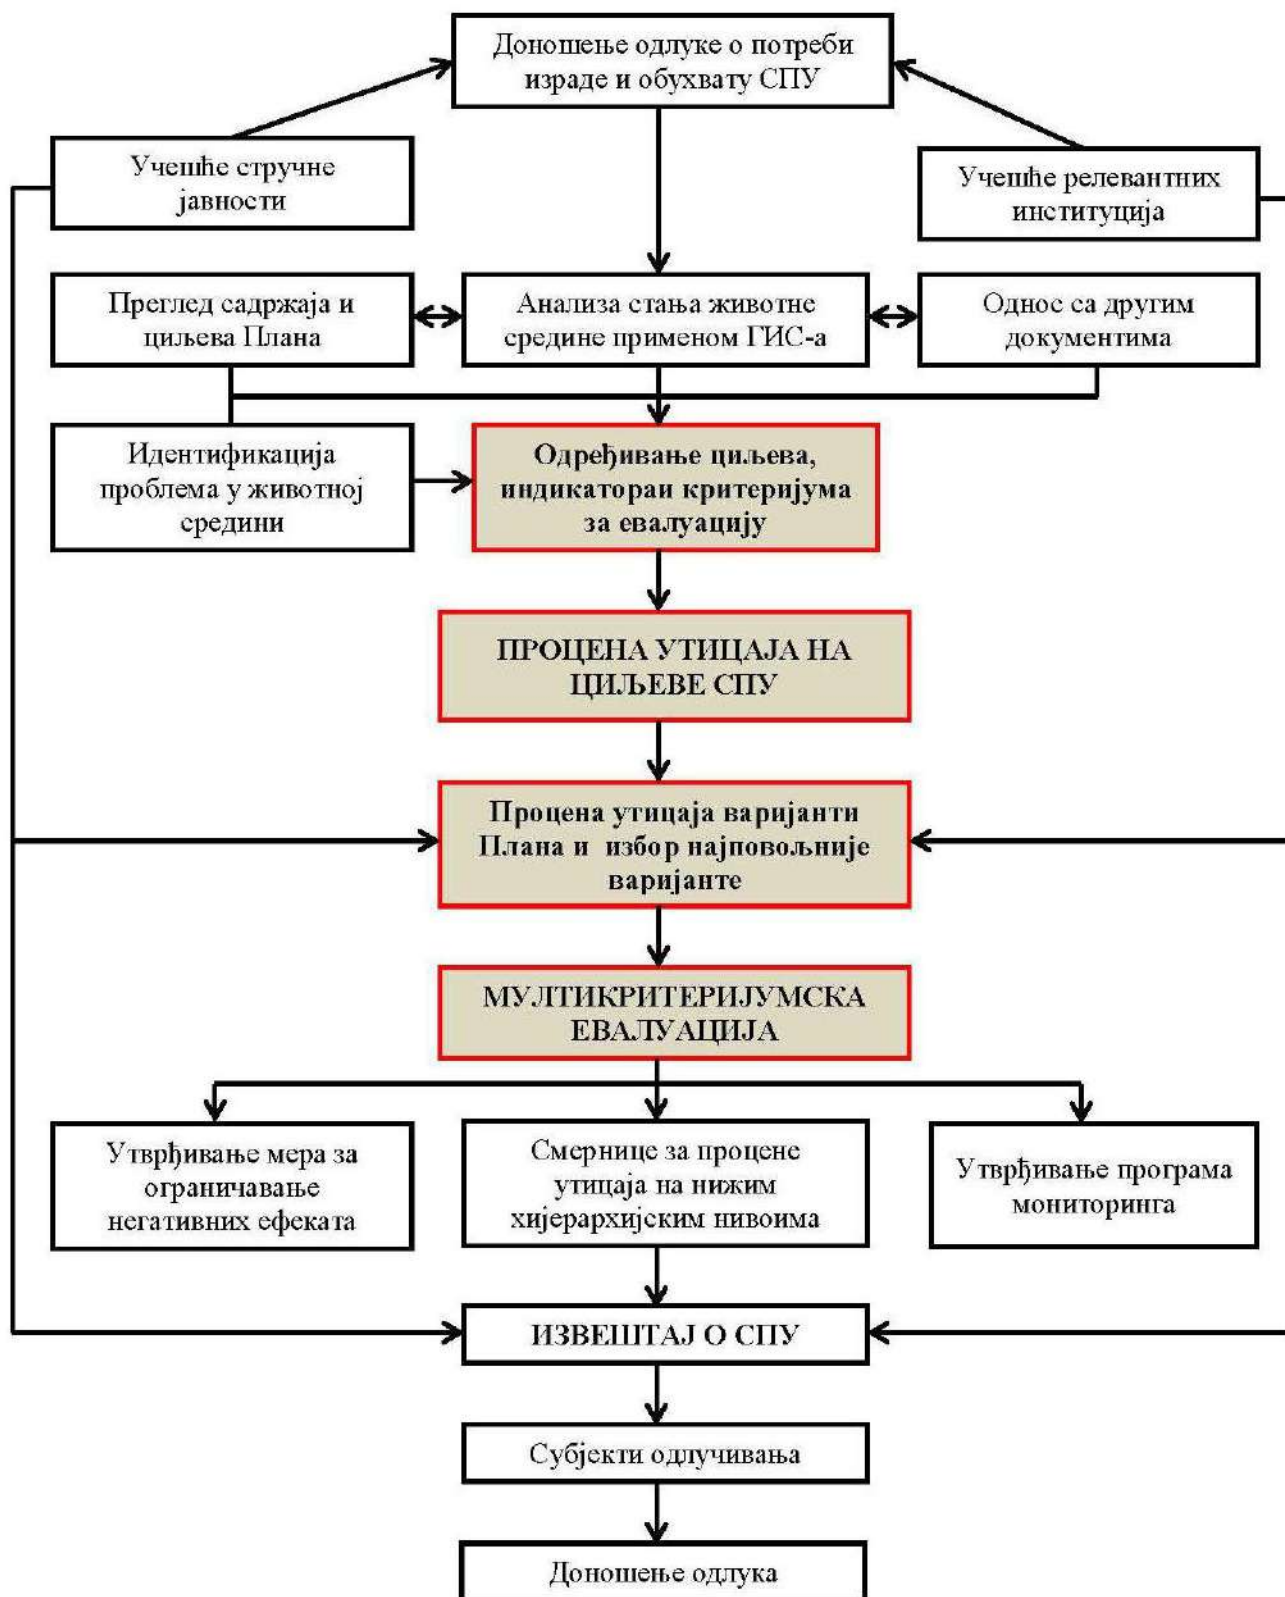 Доношење одлуке о потреби
израде и обухвату СПУ
Учешће стручне
јавности
Учешће релевантних
институција
Преглед садржаја и
циљева Плана
Анализа стања животне
средине применом ГИС-а
Однос са другим
документима
Идентификација
проблема у животној
средини
Одређивање циљева,
индикатораи критеријума
за евалуацију
ПРОЦЕНА УТИЦАЈА НА
ЦИЉЕВЕ СПУ
Процена утицаја варијанти
Плана и избор најповољније
варијанте
МУЛТИКРИТЕРИЈУМСКА
ЕВАЛУАЦИЈА
Утврђивање мера за
ограничавање
негативних ефеката
Смернице за процене
утицаја на нижим
хијерархијским нивоима
Утврђивање програма
мониторинга
ИЗВЕШТАЈ О СПУ
Субјекти одлучивања
Доношење одлука